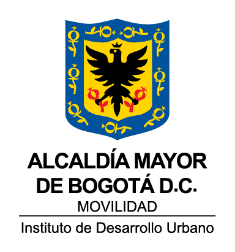 ALCALDÍA MAYOR
DE BOGOTÁ D.C.
MOVILIDAD
Instituto de Desarrollo Urbano